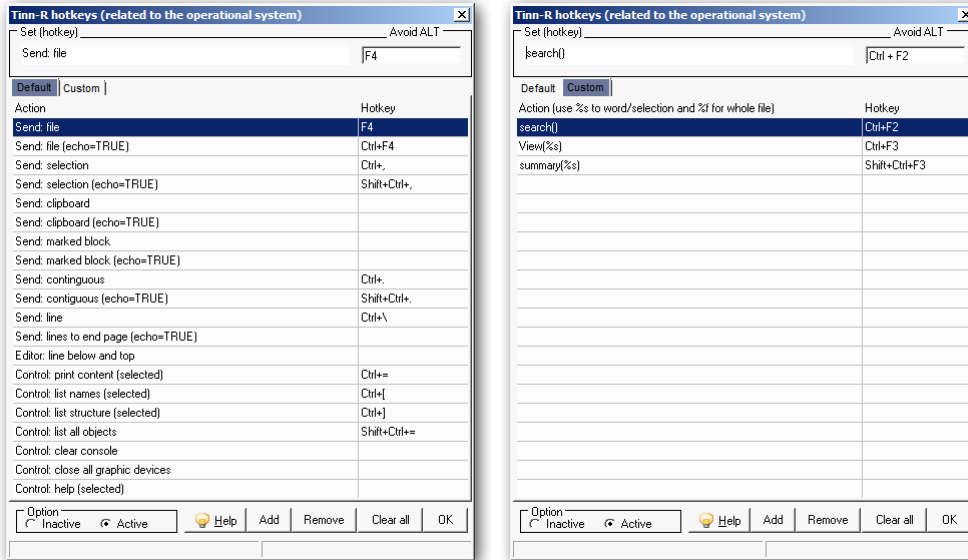 Tinn-R hotkeys (related to the operational system)
Set (hotkey) Avoid ALT
Send: file F4
Default Custom
Action Hotkey
Send: file F4
Send: file (echo=TRUE) Ctrl+F4
Send: selection Ctrl+,
Send: selection (echo=TRUE) Shift+Ctrl+,
Send: clipboard
Send: clipboard (echo=TRUE)
Send: marked block
Send: marked block (echo=TRUE)
Send: continguous Ctrl+.
Send: contiguous (echo=TRUE) Shift+Ctrl+.
Send: line Ctrl+\
Send: lines to end page (echo=TRUE)
Editor: line below and top
Control: print content (selected) Ctrl+=
Control: list names (selected) Ctrl+[
Control: list structure (selected) Ctrl+]
Control: list all objects Shift+Ctrl+=
Control: clear console
Control: close all graphic devices
Control: help (selected)
Option
Inactive Active Help Add Remove Clear all OK
Tinn-R hotkeys (related to the operational system)
Set (hotkey) Avoid ALT
search() Ctrl + F2
Default Custom
Action (use %s to word/selection and %f for whole file) Hotkey
search() Ctrl+F2
View(%s) Ctrl+F3
summary(%s) Shift+Ctrl+F3
Option
Inactive Active Help Add Remove Clear all OK